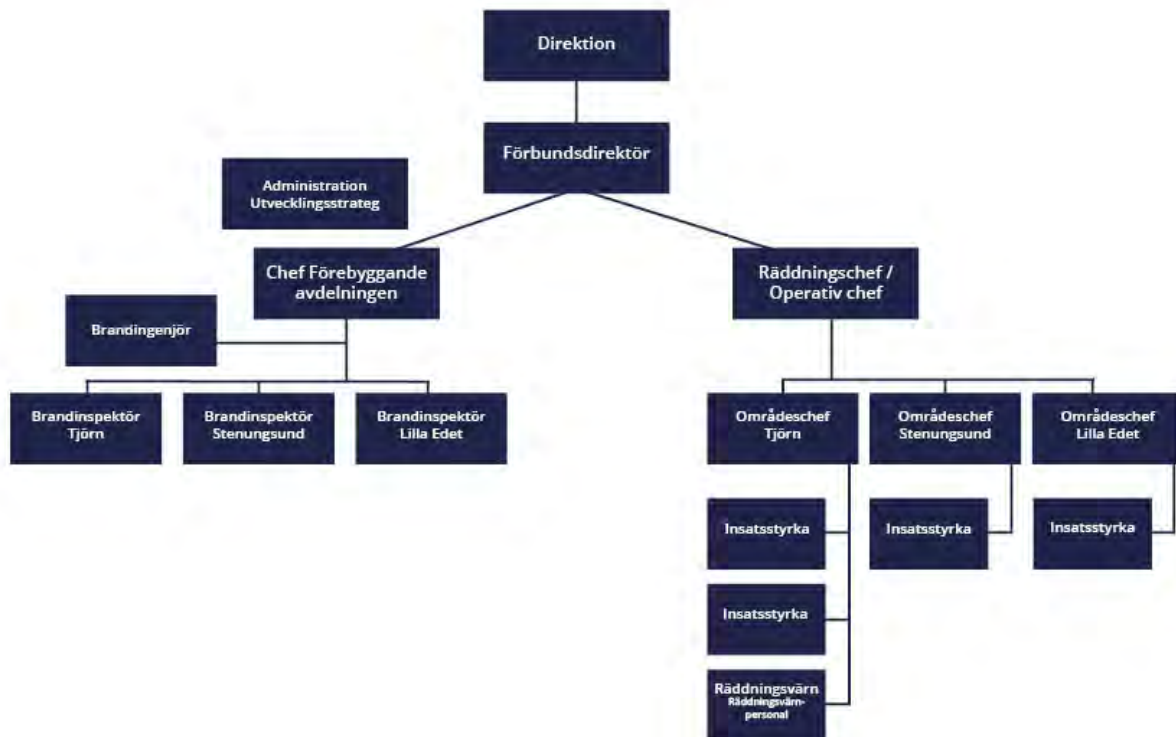 Direktion
Förbundsdirektör
Administration
Utvecklingsstrateg
Chef Förebyggande
avdelningen
Räddningschef /
Operativ chef
Brandingenjör
Brandinspektör
Tjörn
Brandinspektör
Stenungsund
Brandinspektör
Lilla Edet
Områdeschef
Tjörn
Områdeschef
Stenungsund
Områdeschef
Lilla Edet
Insatsstyrka
Insatsstyrka
Insatsstyrka
Insatsstyrka
Räddningsvärn
Räddningsvärn-
personal